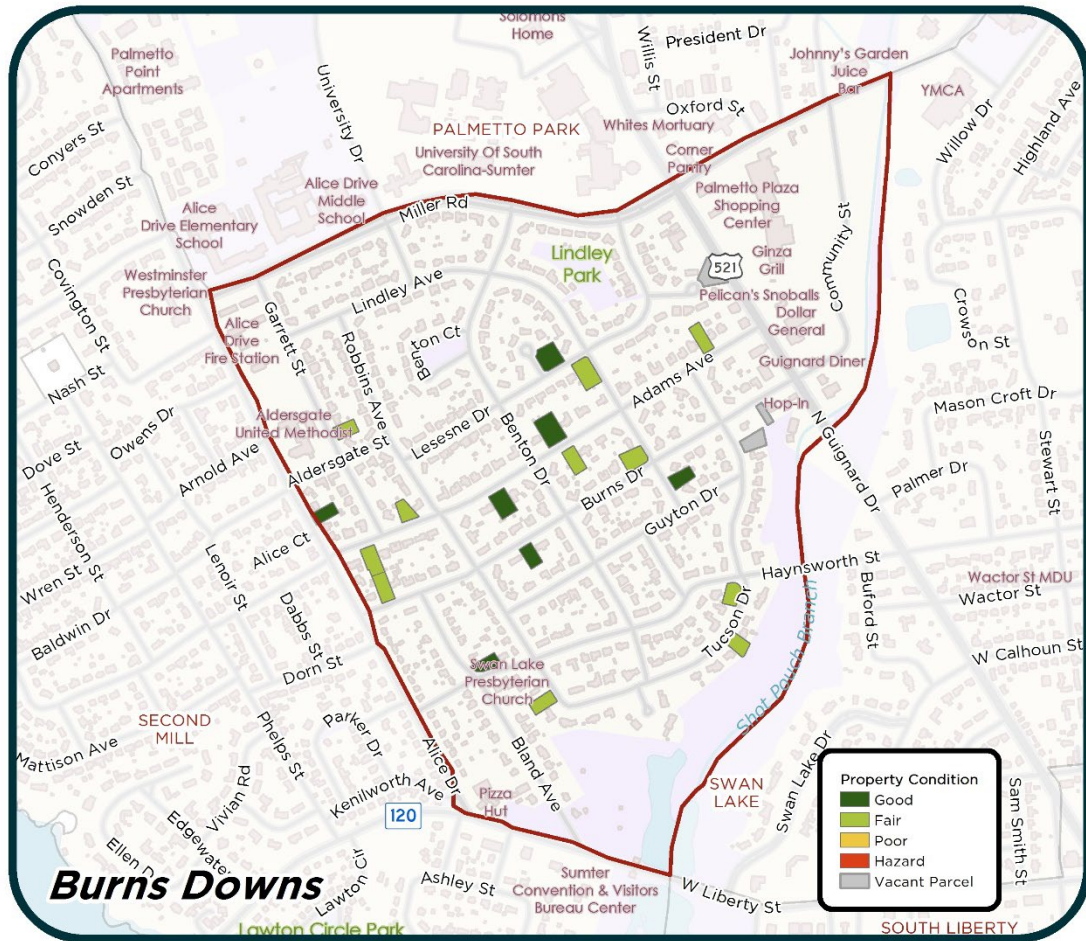 Solomons
Home
Willis St
President Dr
Johnny's Garden
Juice
Bar
Palmetto
Point
Apartments
University Dr
YMCA
Oxford St
Willow Dr
Highland Ave
Conyers St
PALMETTO PARK
Whites Mortuary
University Of South
Carolina-Sumter
Corner
Pantry
Snowden St
Alice Drive
Middle
School
Miller Rd
Palmetto Plaza
Shopping
Center
Community St
Alice
Drive Elementary
School
Lindley
Park
Ginza
Grill
521
Westminster
Presbyterian
Church
Covington St
Lindley Ave
Pelican's Snoballs
Dollar
General
Garrett St
Alice
Drive
Fire Station
Robbins Ave
Benton Ct
Crowson St
Nash St
Adams Ave
Guignard Diner
Mason Croft Dr
Owens Dr
Hop-In
N Guignard Dr
Aldersgate
United Methodist
Lesesne Dr
Benton Dr
Dove St
Arnold Ave
Aldersgate St
Stewart St
Palmer Dr
Henderson St
Burns Dr
Guyton Dr
Alice Ct
Wren St
Lenoir St
Haynsworth St
Wactor St MDU
Wactor St
Baldwin Dr
Dabbs St
Buford St
Tucson Dr
Shot Pouch Branch
W Calhoun St
Dorn St
Swan Lake
Presbyterian
Church
SECOND
MILL
Parker Dr
Mattison Ave
Phelps St
Alice Dr
Bland Ave
Swan Lake Dr
Vivian Rd
Kenilworth Ave
Pizza
Hut
SWAN
LAKE
Property Condition
Good
Fair
Poor
Hazard
Vacant Parcel
Sam Smith St
120
Edgewater
Ellen Dr
Lawton Cir
Ashley St
Sumter
Convention & Visitors
Bureau Center
W Liberty St
Burns Downs
Lawton Circle Park
SOUTH LIBERTY